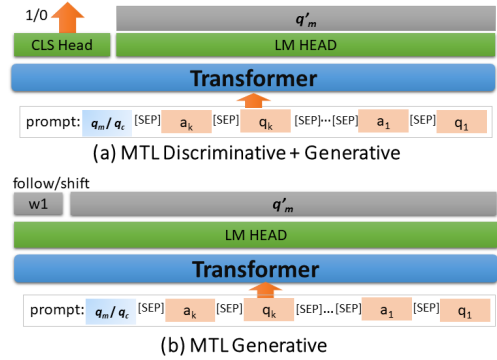 1/0
q'm
CLS Head LM HEAD
Transformer
prompt: qm/ qc [SEP] ak [SEP] qk [SEP]...[SEP] a1 [SEP] q1
(a) MTL Discriminative + Generative
follow/shift
w1 q'm
LM HEAD
Transformer
prompt: qm/ qc [SEP] ak [SEP] qk [SEP]...[SEP] a1 [SEP] q1
(b) MTL Generative